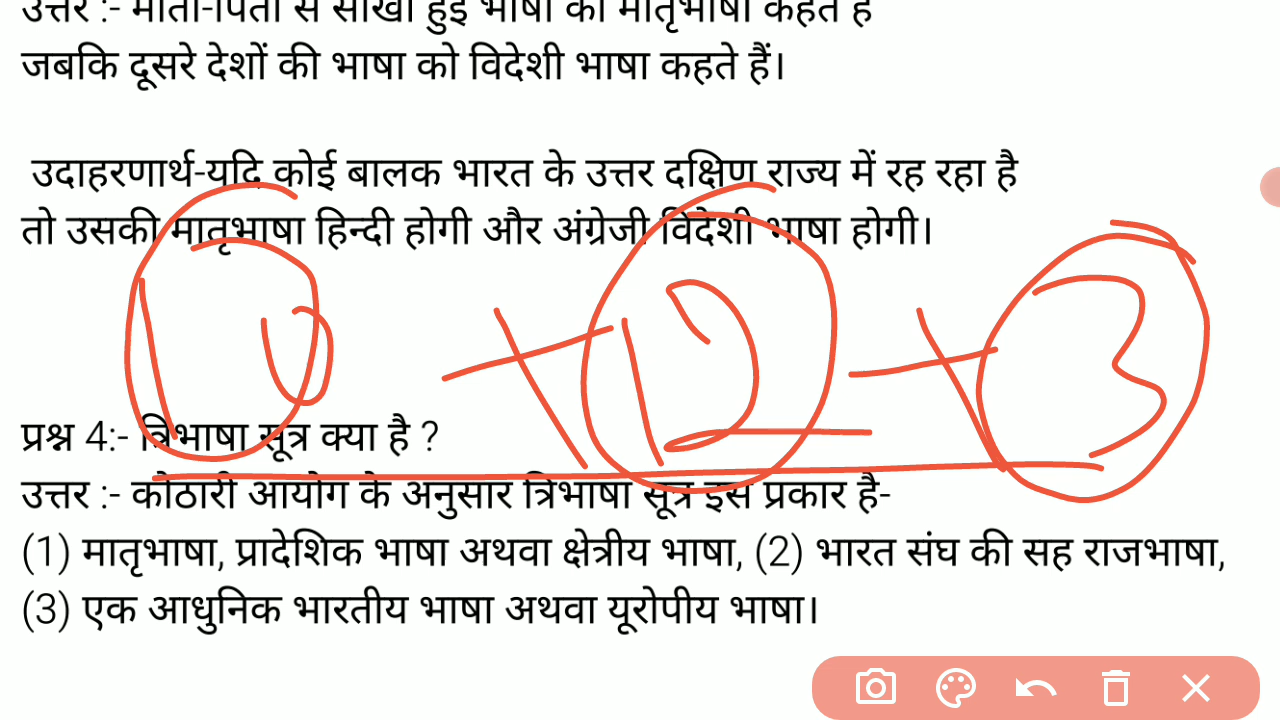 उत्तर :- माता-पिता से सीखी हुई भाषा को मातृभाषा कहते हैं
जबकि दूसरे देशों की भाषा को विदेशी भाषा कहते हैं।
उदाहरणार्थ-यदि कोई बालक भारत के उत्तर दक्षिण राज्य में रह रहा है
तो उसकी मातृभाषा हिन्दी होगी और अंग्रेजी विदेशी भाषा होगी।
10 + 12 + 3
प्रश्न 4:- त्रिभाषा सूत्र क्या है ?
उत्तर :- कोठारी आयोग के अनुसार त्रिभाषा सूत्र इस प्रकार है-
(1) मातृभाषा, प्रादेशिक भाषा अथवा क्षेत्रीय भाषा, (2) भारत संघ की सह राजभाषा,
(3) एक आधुनिक भारतीय भाषा अथवा यूरोपीय भाषा।